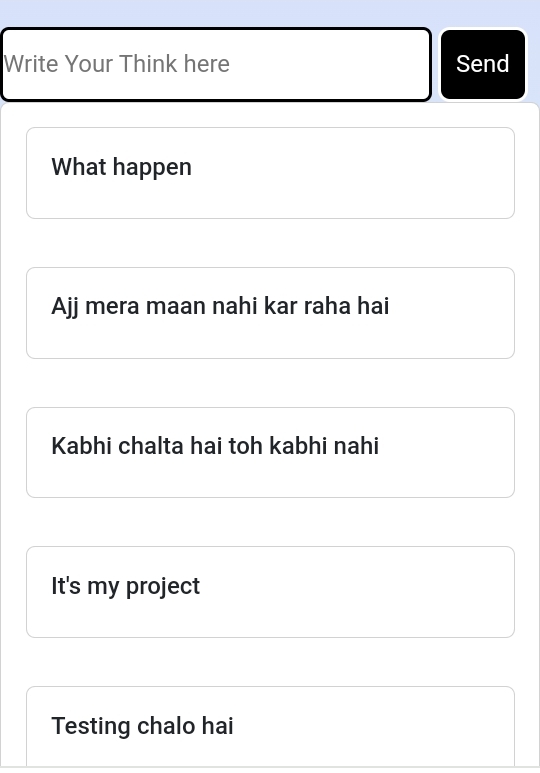 Write Your Think here
Send
What happen
Ajj mera maan nahi kar raha hai
Kabhi chalta hai toh kabhi nahi
It's my project
Testing chalo hai